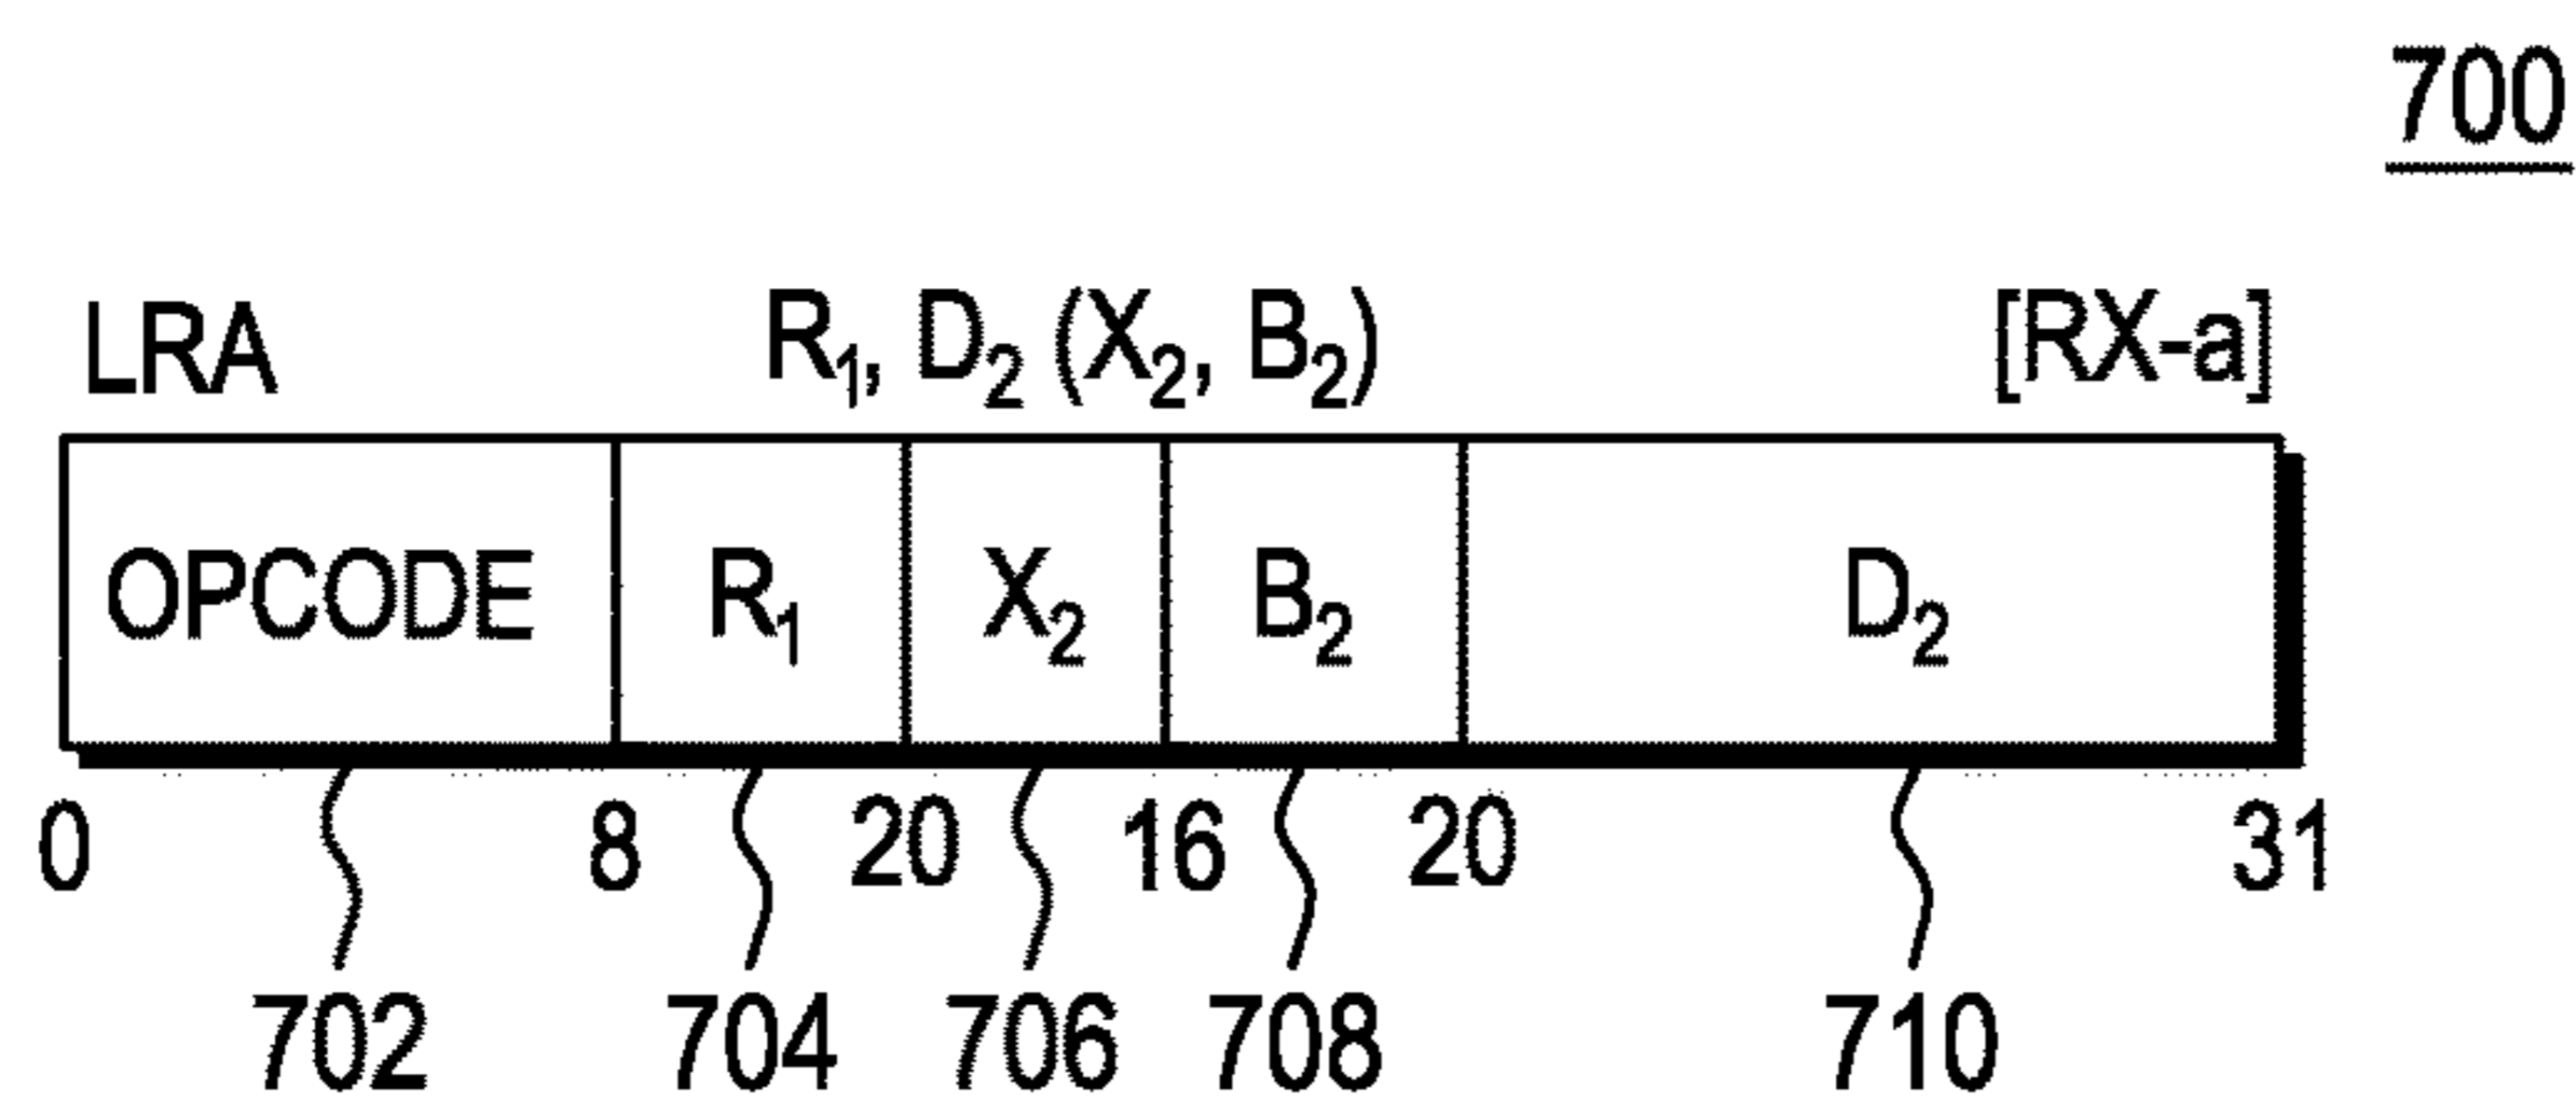 700
LRA R₁, D₂ (X₂, B₂) [RX-a]
OPCODE R₁ X₂ B₂ D₂
0 8 20 16 20 31
702 704 706 708 710